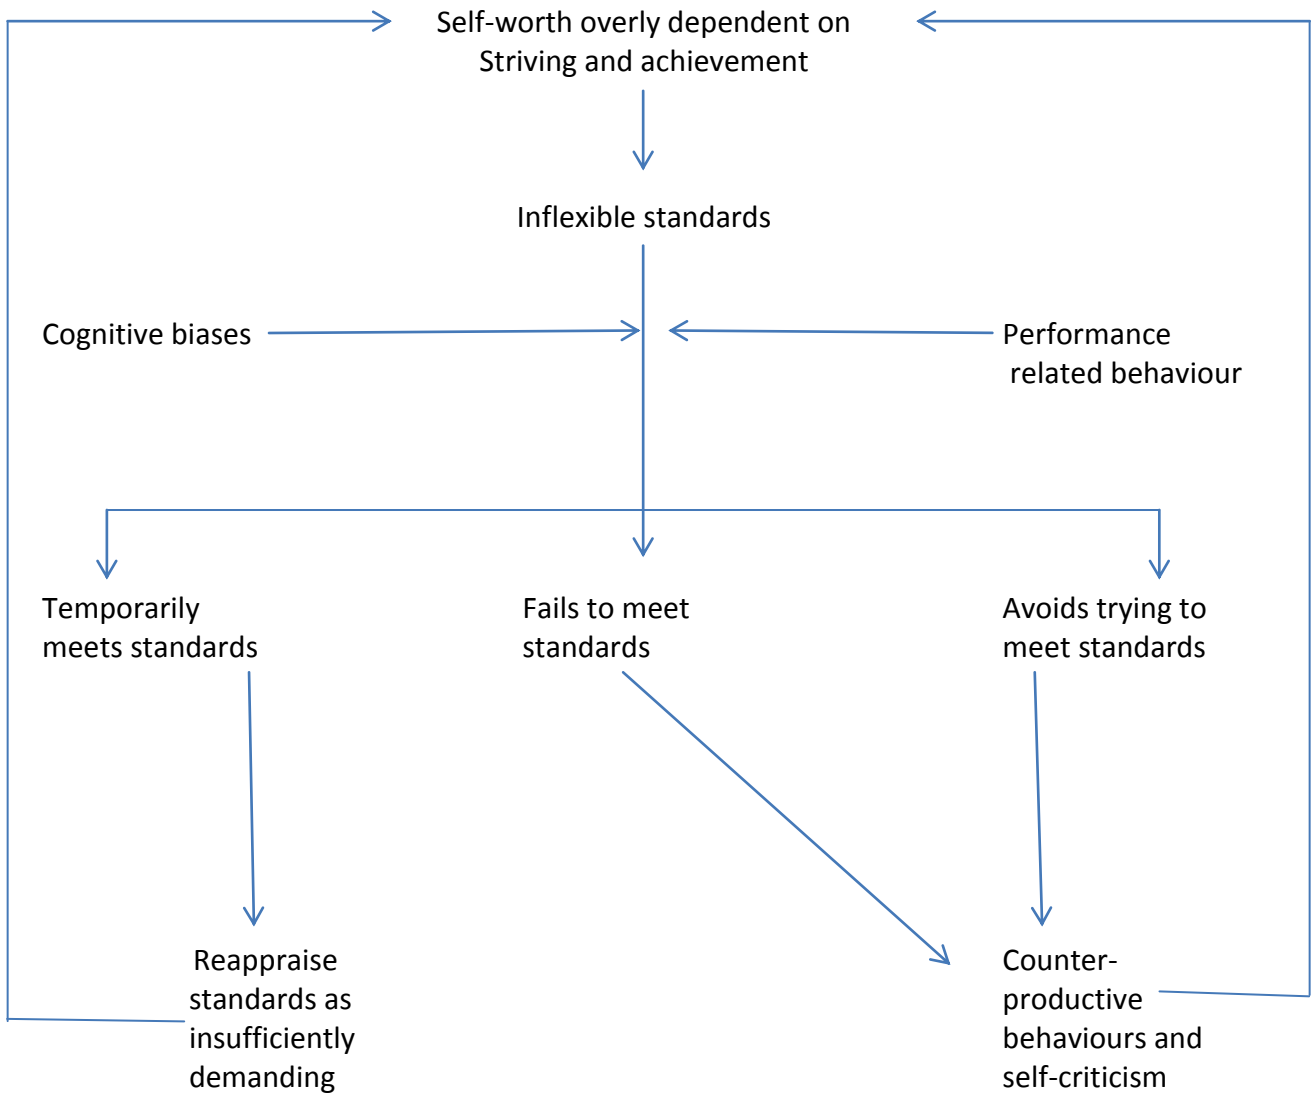 Self-worth overly dependent on
Striving and achievement
Inflexible standards
Cognitive biases
Performance
related behaviour
Temporarily
meets standards
Fails to meet
standards
Avoids trying to
meet standards
Reappraise
standards as
insufficiently
demanding
Counter-
productive
behaviours and
self-criticism